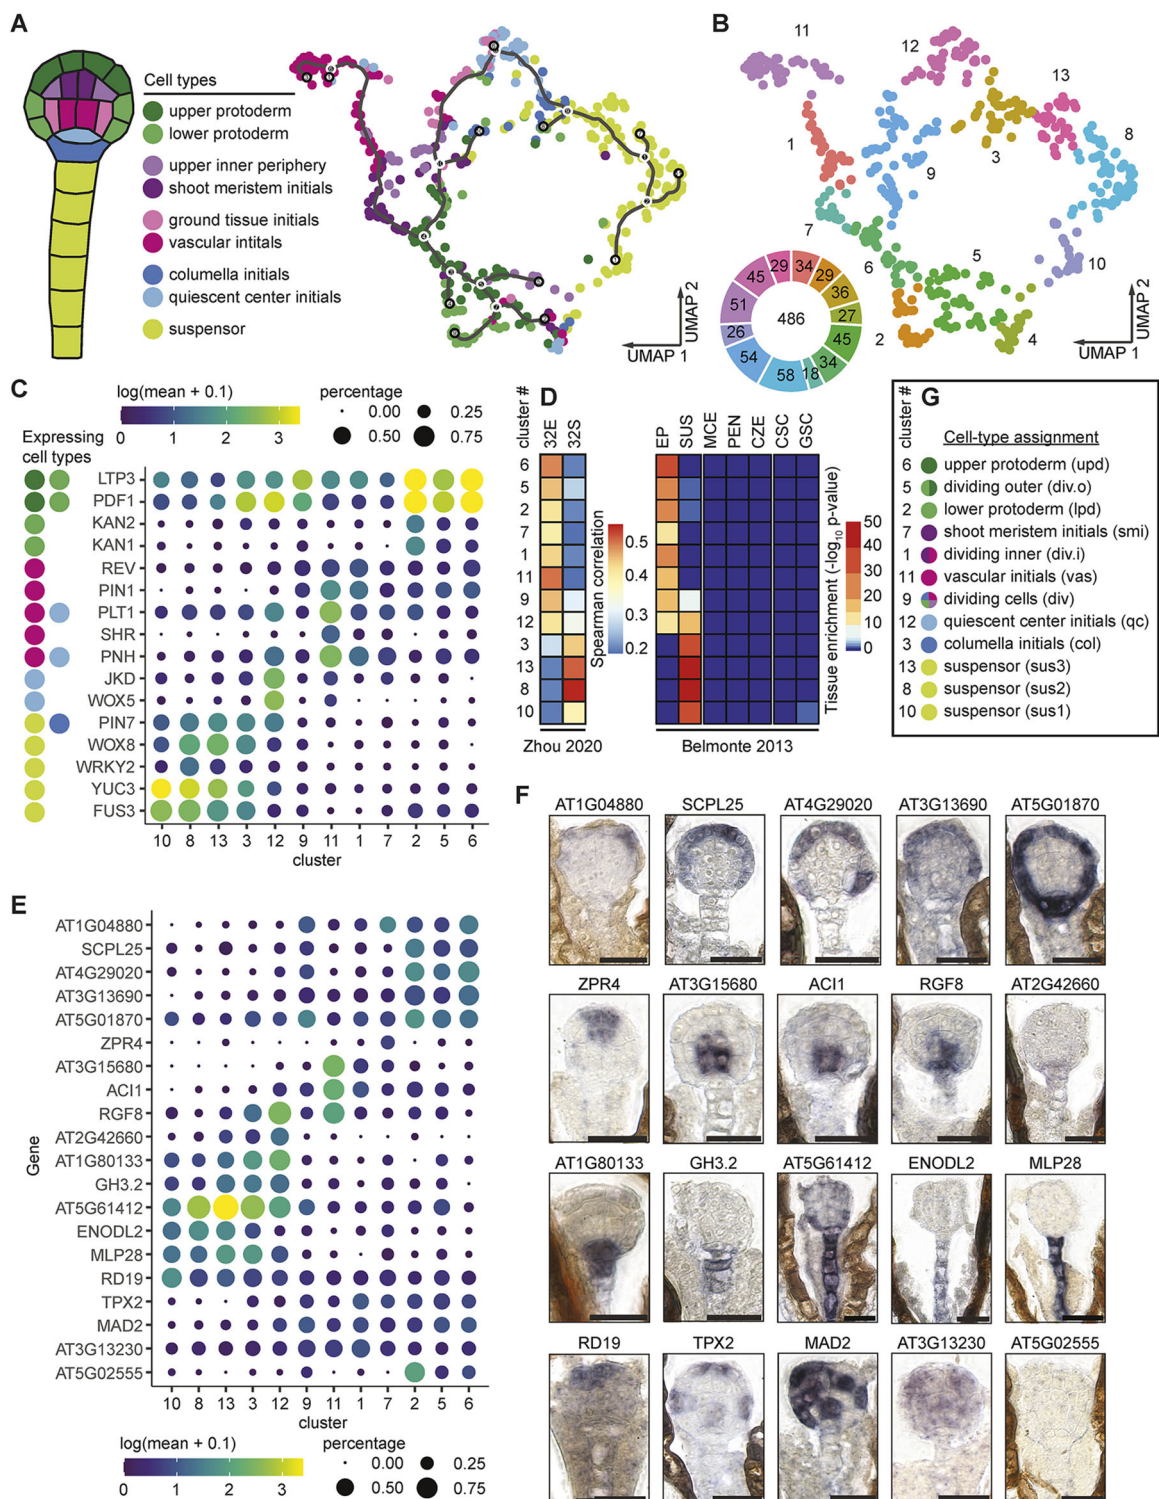 A
Cell types
upper protoderm
lower protoderm
upper inner periphery
shoot meristem initials
ground tissue initials
vascular intitals
columella initials
quiescent center initials
suspensor
UMAP 1
UMAP 2
B
11
12
13
8
1
3
9
7
6
5
10
2
4
34
29
36
27
45
34
18
58
54
26
51
45
29
486
UMAP 1
UMAP 2
C
log(mean + 0.1)
0 1 2 3
percentage
0.00 0.25
0.50 0.75
Expressing
cell types
LTP3
PDF1
KAN2
KAN1
REV
PIN1
PLT1
SHR
PNH
JKD
WOX5
PIN7
WOX8
WRKY2
YUC3
FUS3
10 8 13 3 12 9 11 1 7 2 5 6
cluster
D
cluster #
32E 32S
EP SUS MCE PEN CZE CSC GSC
6
5
2
7
1
11
9
12
3
13
8
10
Spearman correlation
0.5
0.4
0.3
0.2
Tissue enrichment (-log10 p-value)
50
40
30
20
10
0
Zhou 2020
Belmonte 2013
G
cluster #
Cell-type assignment
6 upper protoderm (upd)
5 dividing outer (div.o)
2 lower protoderm (lpd)
7 shoot meristem initials (smi)
1 dividing inner (div.i)
11 vascular initials (vas)
9 dividing cells (div)
12 quiescent center initials (qc)
3 columella initials (col)
13 suspensor (sus3)
8 suspensor (sus2)
10 suspensor (sus1)
E
Gene
AT1G04880
SCPL25
AT4G29020
AT3G13690
AT5G01870
ZPR4
AT3G15680
ACI1
RGF8
AT2G42660
AT1G80133
GH3.2
AT5G61412
ENODL2
MLP28
RD19
TPX2
MAD2
AT3G13230
AT5G02555
10 8 13 3 12 9 11 1 7 2 5 6
cluster
log(mean + 0.1)
0 1 2 3
percentage
0.00 0.25
0.50 0.75
F
AT1G04880 SCPL25 AT4G29020 AT3G13690 AT5G01870
ZPR4 AT3G15680 ACI1 RGF8 AT2G42660
AT1G80133 GH3.2 AT5G61412 ENODL2 MLP28
RD19 TPX2 MAD2 AT3G13230 AT5G02555